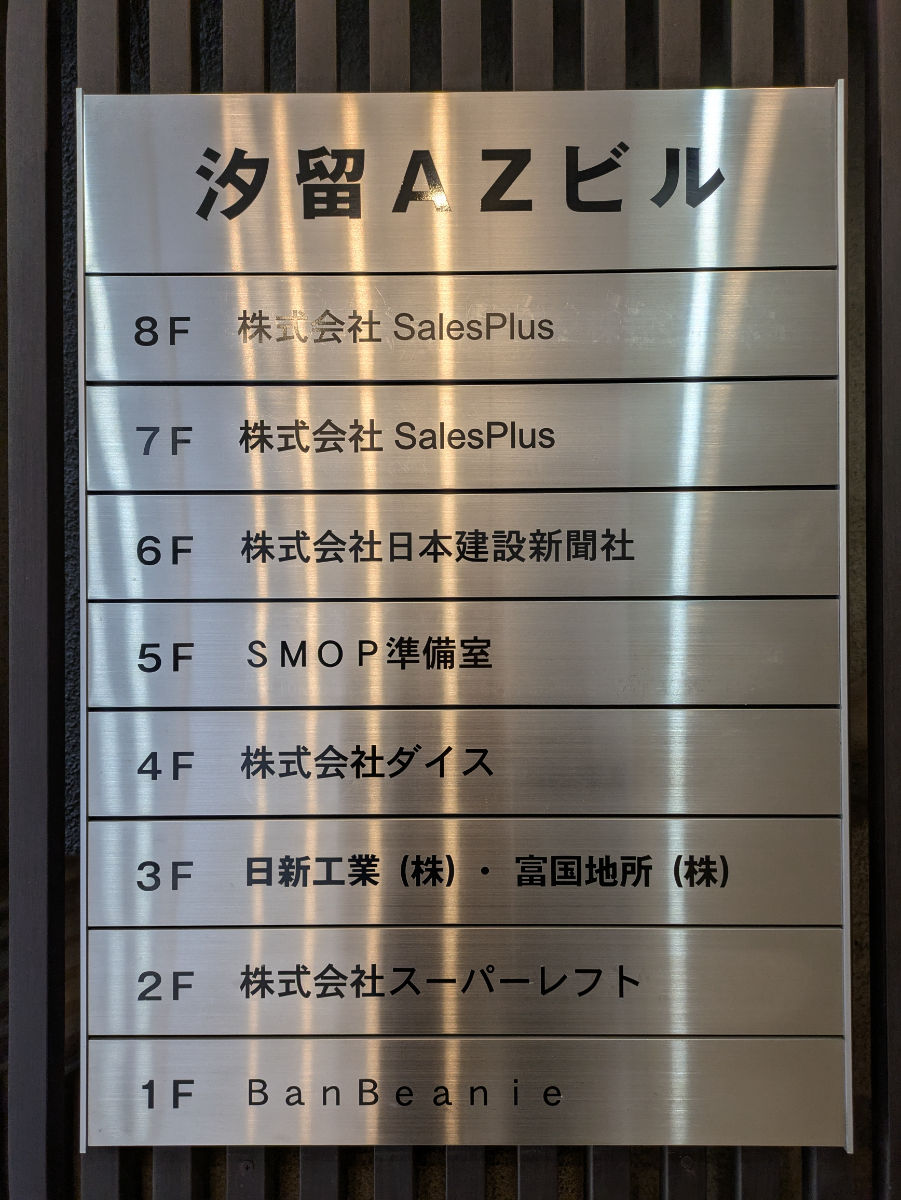 汐留AZビル
8F 株式会社 SalesPlus
7F 株式会社 SalesPlus
6F 株式会社日本建設新聞社
5F ＳＭＯＰ準備室
4F 株式会社ダイス
3F 日新工業（株）・ 富国地所（株）
2F 株式会社スーパーレフト
1F ＢａｎＢｅａｎｉｅ